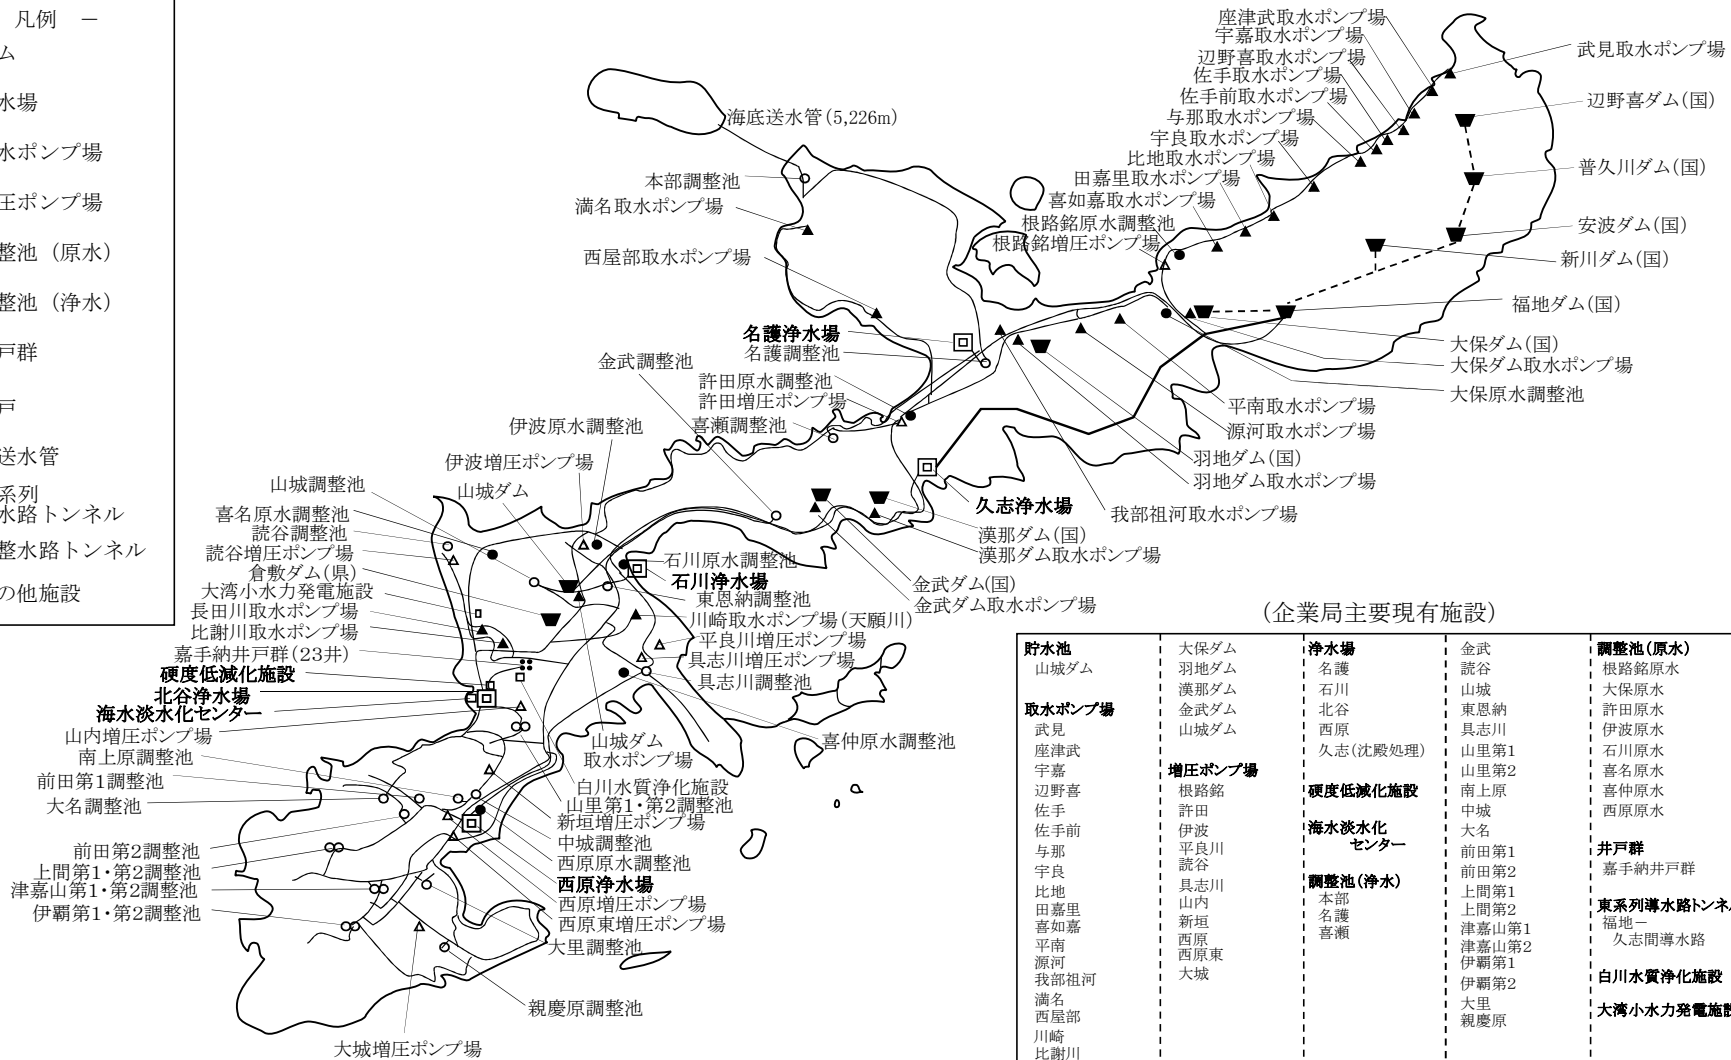 凡例 －
ム
水場
水ポンプ場
圧ポンプ場
整池（原水）
整池（浄水）
戸群
戸
送水管
系列
水路トンネル
整水路トンネル
の他施設
座津武取水ポンプ場
宇嘉取水ポンプ場
辺野喜取水ポンプ場
佐手取水ポンプ場
佐手前取水ポンプ場
与那取水ポンプ場
宇良取水ポンプ場
比地取水ポンプ場
田嘉里取水ポンプ場
喜如嘉取水ポンプ場
根路銘原水調整池
根路銘増圧ポンプ場
武見取水ポンプ場
辺野喜ダム(国)
普久川ダム(国)
安波ダム(国)
新川ダム(国)
福地ダム(国)
大保ダム(国)
大保ダム取水ポンプ場
大保原水調整池
平南取水ポンプ場
源河取水ポンプ場
羽地ダム(国)
羽地ダム取水ポンプ場
我部祖河取水ポンプ場
海底送水管(5,226m)
本部調整池
満名取水ポンプ場
西屋部取水ポンプ場
名護浄水場
名護調整池
金武調整池
許田原水調整池
許田増圧ポンプ場
喜瀬調整池
伊波原水調整池
伊波増圧ポンプ場
山城ダム
山城調整池
喜名原水調整池
読谷調整池
読谷増圧ポンプ場
倉敷ダム(県)
大湾小水力発電施設
長田川取水ポンプ場
比謝川取水ポンプ場
嘉手納井戸群(23井)
硬度低減化施設
北谷浄水場
海水淡水化センター
山内増圧ポンプ場
南上原調整池
前田第1調整池
大名調整池
前田第2調整池
上間第1・第2調整池
津嘉山第1・第2調整池
伊覇第1・第2調整池
久志浄水場
漢那ダム(国)
漢那ダム取水ポンプ場
金武ダム(国)
金武ダム取水ポンプ場
石川原水調整池
石川浄水場
東恩納調整池
川崎取水ポンプ場(天願川)
平良川増圧ポンプ場
具志川増圧ポンプ場
具志川調整池
喜仲原水調整池
山城ダム
取水ポンプ場
白川水質浄化施設
山里第1・第2調整池
新垣増圧ポンプ場
中城調整池
西原原水調整池
西原浄水場
西原増圧ポンプ場
西原東増圧ポンプ場
大里調整池
親慶原調整池
大城増圧ポンプ場
(企業局主要現有施設)
貯水池
山城ダム
取水ポンプ場
武見
座津武
宇嘉
辺野喜
佐手
佐手前
与那
宇良
比地
田嘉里
喜如嘉
平南
源河
我部祖河
満名
西屋部
川崎
比謝川
大保ダム
羽地ダム
漢那ダム
金武ダム
山城ダム
増圧ポンプ場
根路銘
許田
伊波
平良川
読谷
具志川
山内
新垣
西原
西原東
大城
浄水場
名護
石川
北谷
西原
久志(沈殿処理)
硬度低減化施設
海水淡水化
センター
調整池(浄水)
本部
名護
喜瀬
金武
読谷
山城
東恩納
具志川
山里第1
山里第2
南上原
中城
大名
前田第1
前田第2
上間第1
上間第2
津嘉山第1
津嘉山第2
伊覇第1
伊覇第2
大里
親慶原
調整池(原水)
根路銘原水
大保原水
許田原水
伊波原水
石川原水
喜名原水
喜仲原水
西原原水
井戸群
嘉手納井戸群
東系列導水路トンネル
福地－
久志間導水路
白川水質浄化施設
大湾小水力発電施設